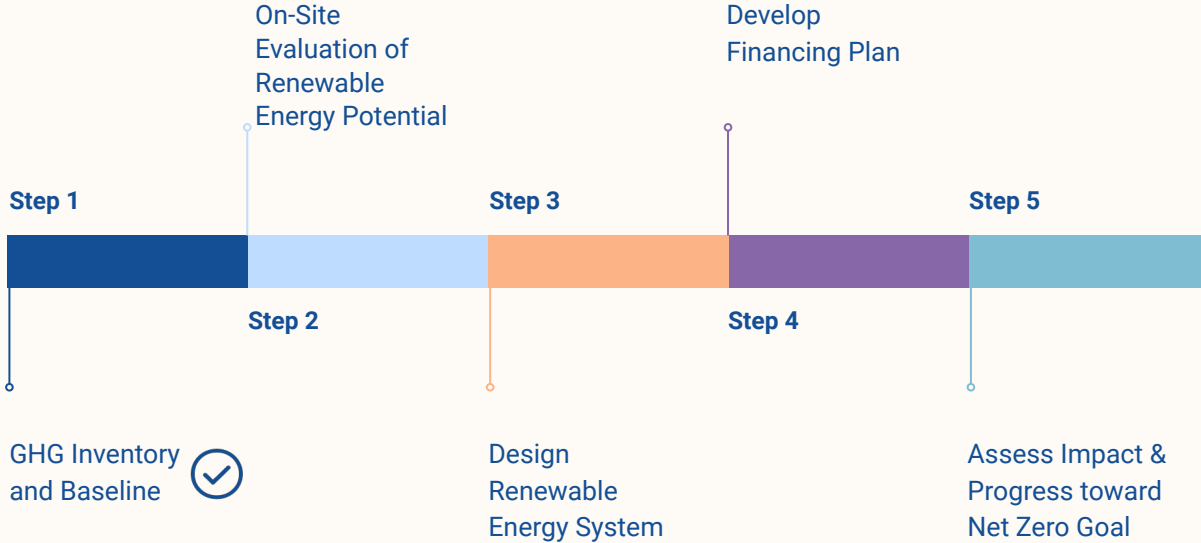 On-Site
Evaluation of
Renewable
Energy Potential
Develop
Financing Plan
Step 1
Step 3
Step 5
Step 2
Step 4
GHG Inventory
and Baseline
Design
Renewable
Energy System
Assess Impact &
Progress toward
Net Zero Goal